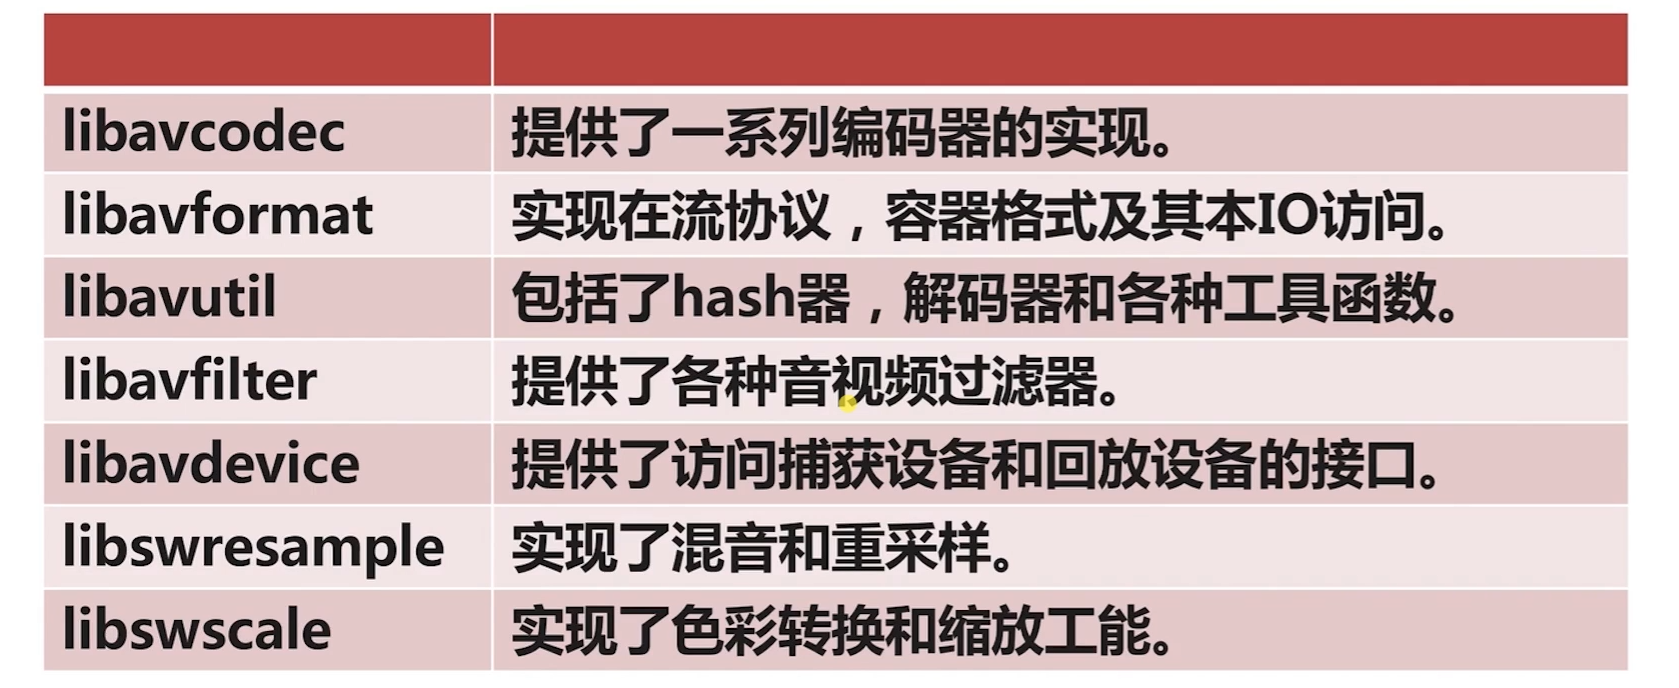 libavcodec 提供了一系列编码器的实现。
libavformat 实现在流协议，容器格式及其本IO访问。
libavutil 包括了hash器，解码器和各种工具函数。
libavfilter 提供了各种音视频过滤器。
libavdevice 提供了访问捕获设备和回放设备的接口。
libswresample 实现了混音和重采样。
libswscale 实现了色彩转换和缩放工能。